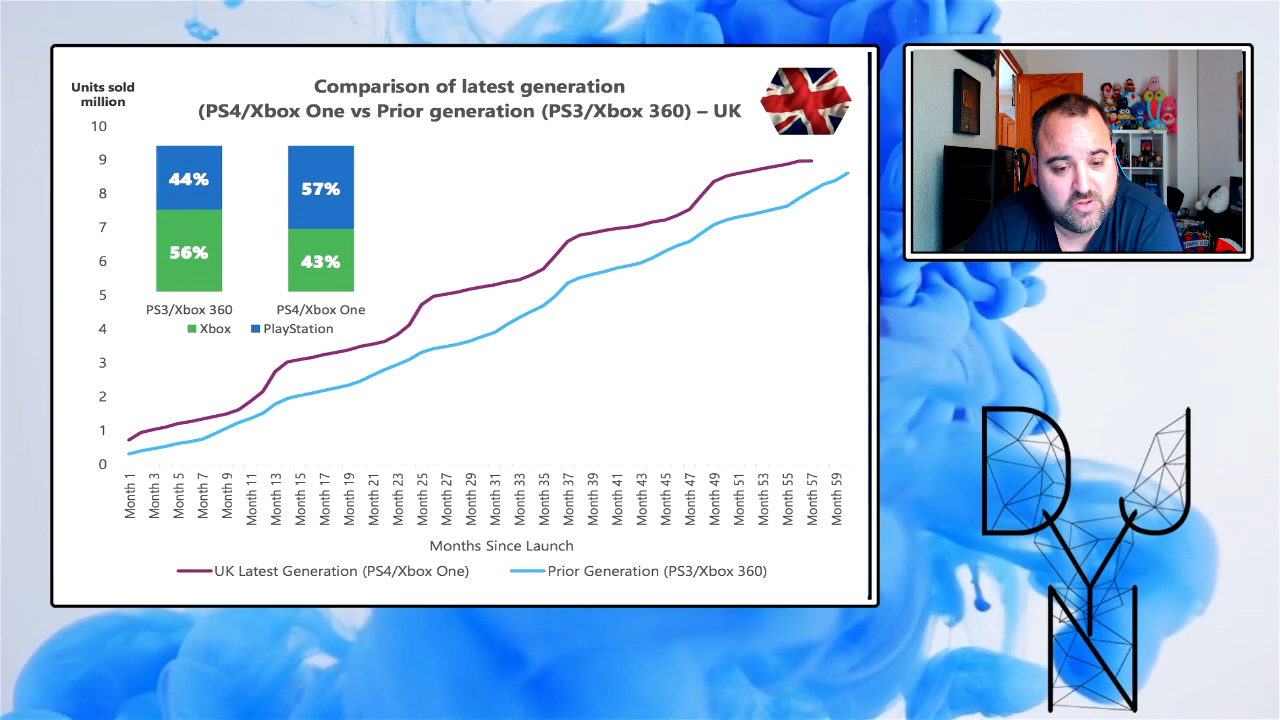 Units sold
million
Comparison of latest generation
(PS4/Xbox One vs Prior generation (PS3/Xbox 360) – UK
10
9
8
7
6
5
4
3
2
1
0
44%
56%
57%
43%
PS3/Xbox 360
PS4/Xbox One
Xbox
PlayStation
Month 1
Month 3
Month 5
Month 7
Month 9
Month 11
Month 13
Month 15
Month 17
Month 19
Month 21
Month 23
Month 25
Month 27
Month 29
Month 31
Month 33
Month 35
Month 37
Month 39
Month 41
Month 43
Month 45
Month 47
Month 49
Month 51
Month 53
Month 55
Month 57
Month 59
Months Since Launch
UK Latest Generation (PS4/Xbox One)
Prior Generation (PS3/Xbox 360)
D
J
Y
N